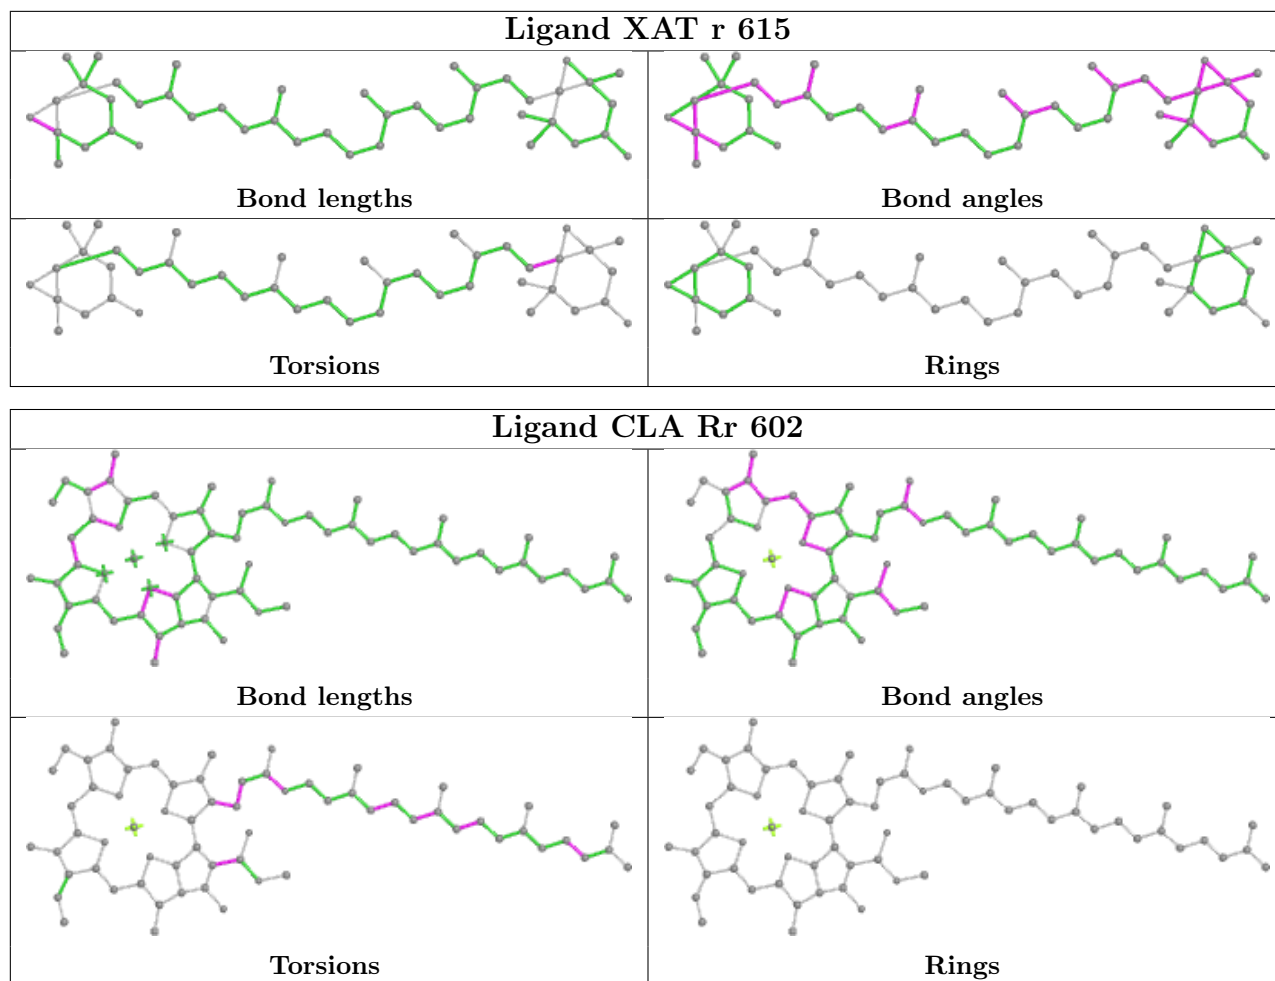 Ligand XAT r 615
Bond lengths
Bond angles
Torsions
Rings
Ligand CLA Rr 602
Bond lengths
Bond angles
Torsions
Rings